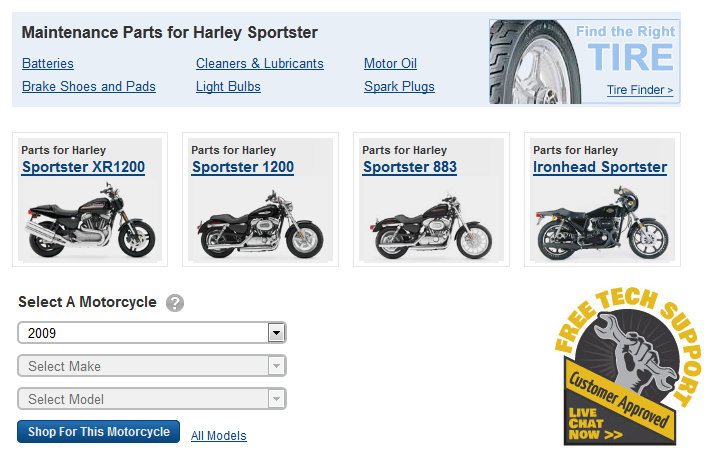 Maintenance Parts for Harley Sportster
Batteries
Cleaners & Lubricants
Motor Oil
Brake Shoes and Pads
Light Bulbs
Spark Plugs
Find the Right
TIRE
Tire Finder >
Parts for Harley
Sportster XR1200
Parts for Harley
Sportster 1200
Parts for Harley
Sportster 883
Parts for Harley
Ironhead Sportster
Select A Motorcycle ?
2009
Select Make
Select Model
Shop For This Motorcycle
All Models
FREE TECH SUPPORT
Customer Approved
LIVE
CHAT
NOW >>